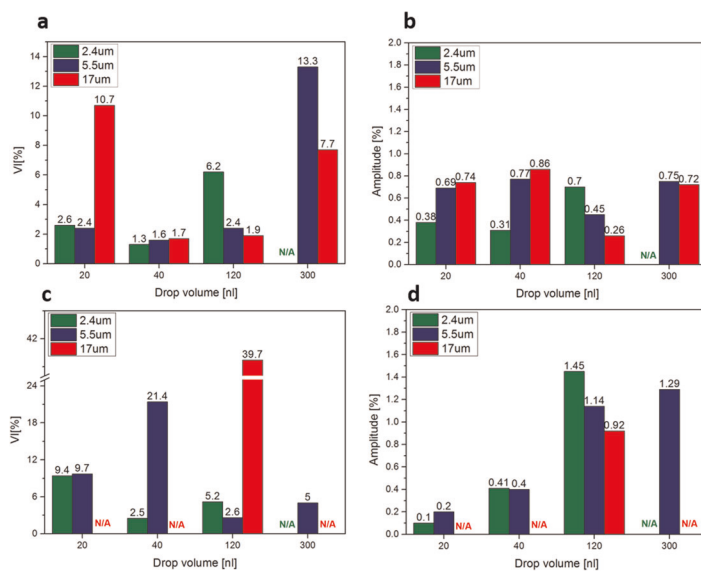 a
2.4um
5.5um
17um
VI[%]
14
12
10
8
6
4
2
0
2.6
2.4
10.7
1.3
1.6
1.7
6.2
2.4
1.9
N/A
13.3
7.7
20
40
120
300
Drop volume [nl]
b
2.4um
5.5um
17um
Amplitude [%]
2.0
1.8
1.6
1.4
1.2
1.0
0.8
0.6
0.4
0.2
0.0
0.38
0.69
0.74
0.31
0.77
0.86
0.7
0.45
0.26
N/A
0.75
0.72
20
40
120
300
Drop volume [nl]
c
2.4um
5.5um
17um
VI[%]
42
24
18
12
6
0
9.4
9.7
N/A
2.5
21.4
N/A
5.2
2.6
39.7
N/A
5
N/A
20
40
120
300
Drop volume [nl]
d
2.4um
5.5um
17um
Amplitude [%]
2.0
1.8
1.6
1.4
1.2
1.0
0.8
0.6
0.4
0.2
0.0
0.1
0.2
N/A
0.41
0.4
N/A
1.45
1.14
0.92
N/A
1.29
N/A
20
40
120
300
Drop volume [nl]